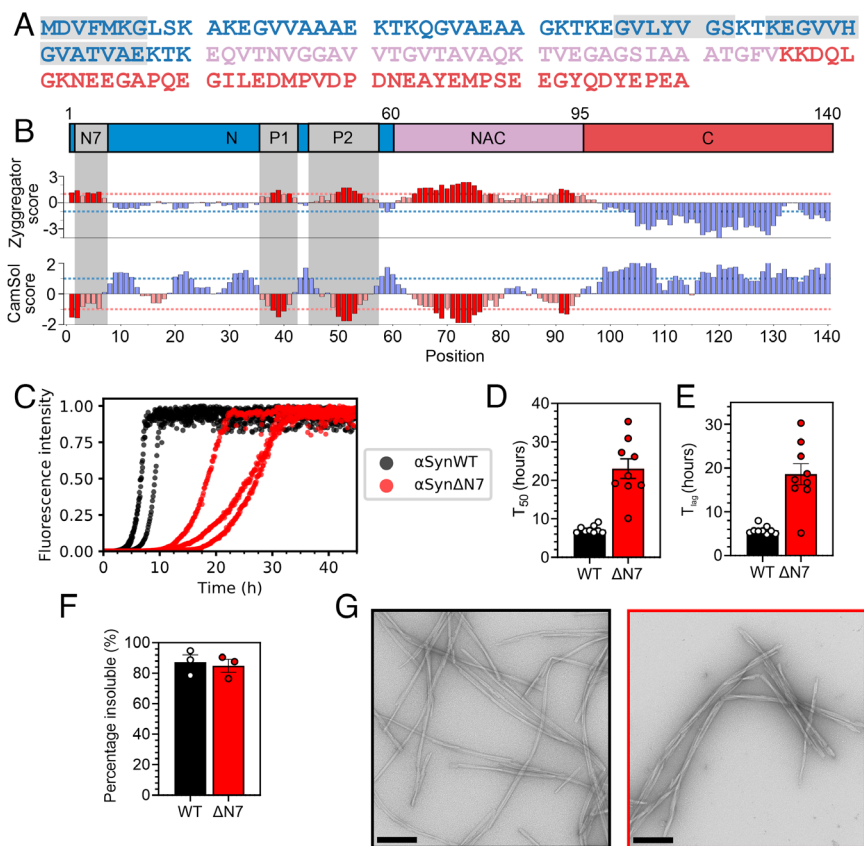 A
MDVFMKGLSK AKEGVVAAAE KTKQGVAEAA GKTKEGVLYV GSKTKEGVVH
GVATVAEKTK EQVTNVGGAV VTGVTAVAQK TVEGAGSIAA ATGFVKKDQL
GKNEEGAPQE GILEDMPVDP DNEAYEMPSE EGYQDYEPEA
1 60 95 140
B
N7 N P1 P2 NAC C
Zyggregator score
3
0
-3
CamSol score
2
0
-2
0 10 20 30 40 50 60 70 80 90 100 110 120 130 140
Position
C
Fluorescence intensity
1.00
0.75
0.50
0.25
0.00
0 10 20 30 40
Time (h)
αSynWT
αSynΔN7
D
T50 (hours)
40
30
20
10
0
WT ΔN7
E
Tlag (hours)
40
30
20
10
0
WT ΔN7
F
Percentage insoluble (%)
100
80
60
40
20
0
WT ΔN7
G